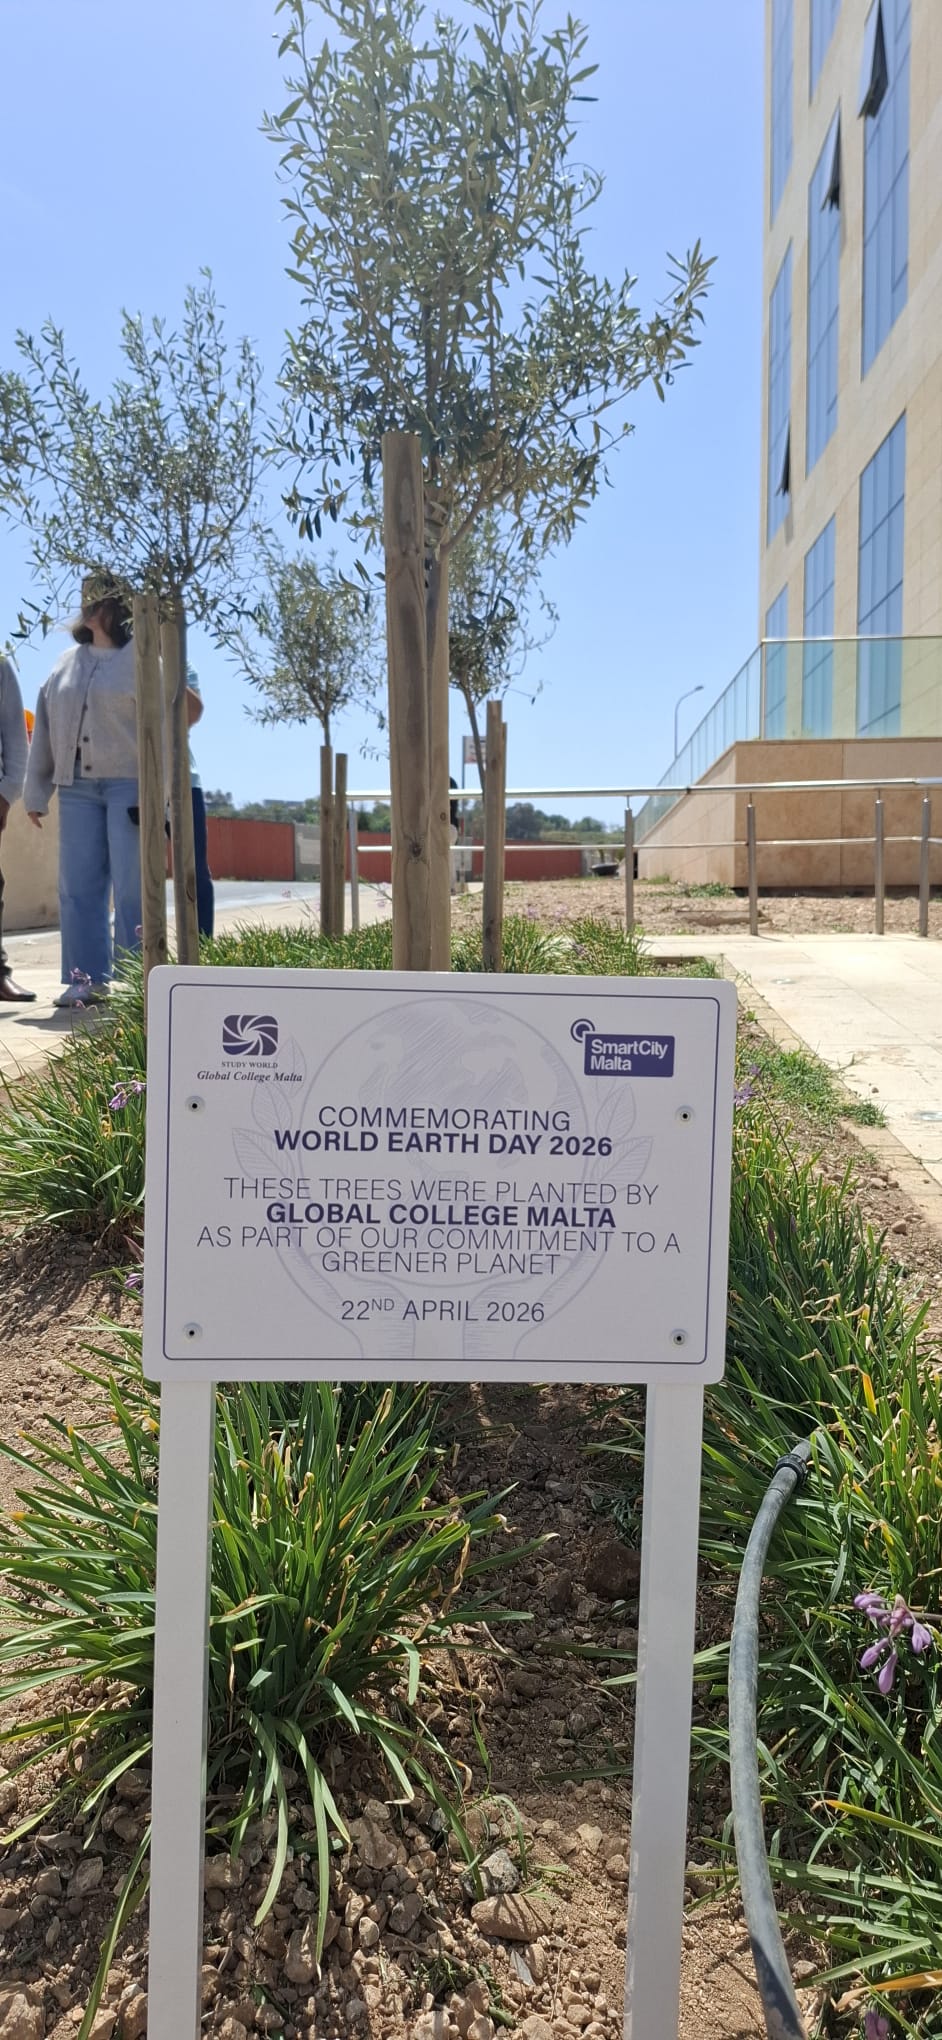 STUDY WORLD
Global College Malta
SmartCity
Malta
COMMEMORATING
WORLD EARTH DAY 2026
THESE TREES WERE PLANTED BY
GLOBAL COLLEGE MALTA
AS PART OF OUR COMMITMENT TO A
GREENER PLANET
22ND APRIL 2026